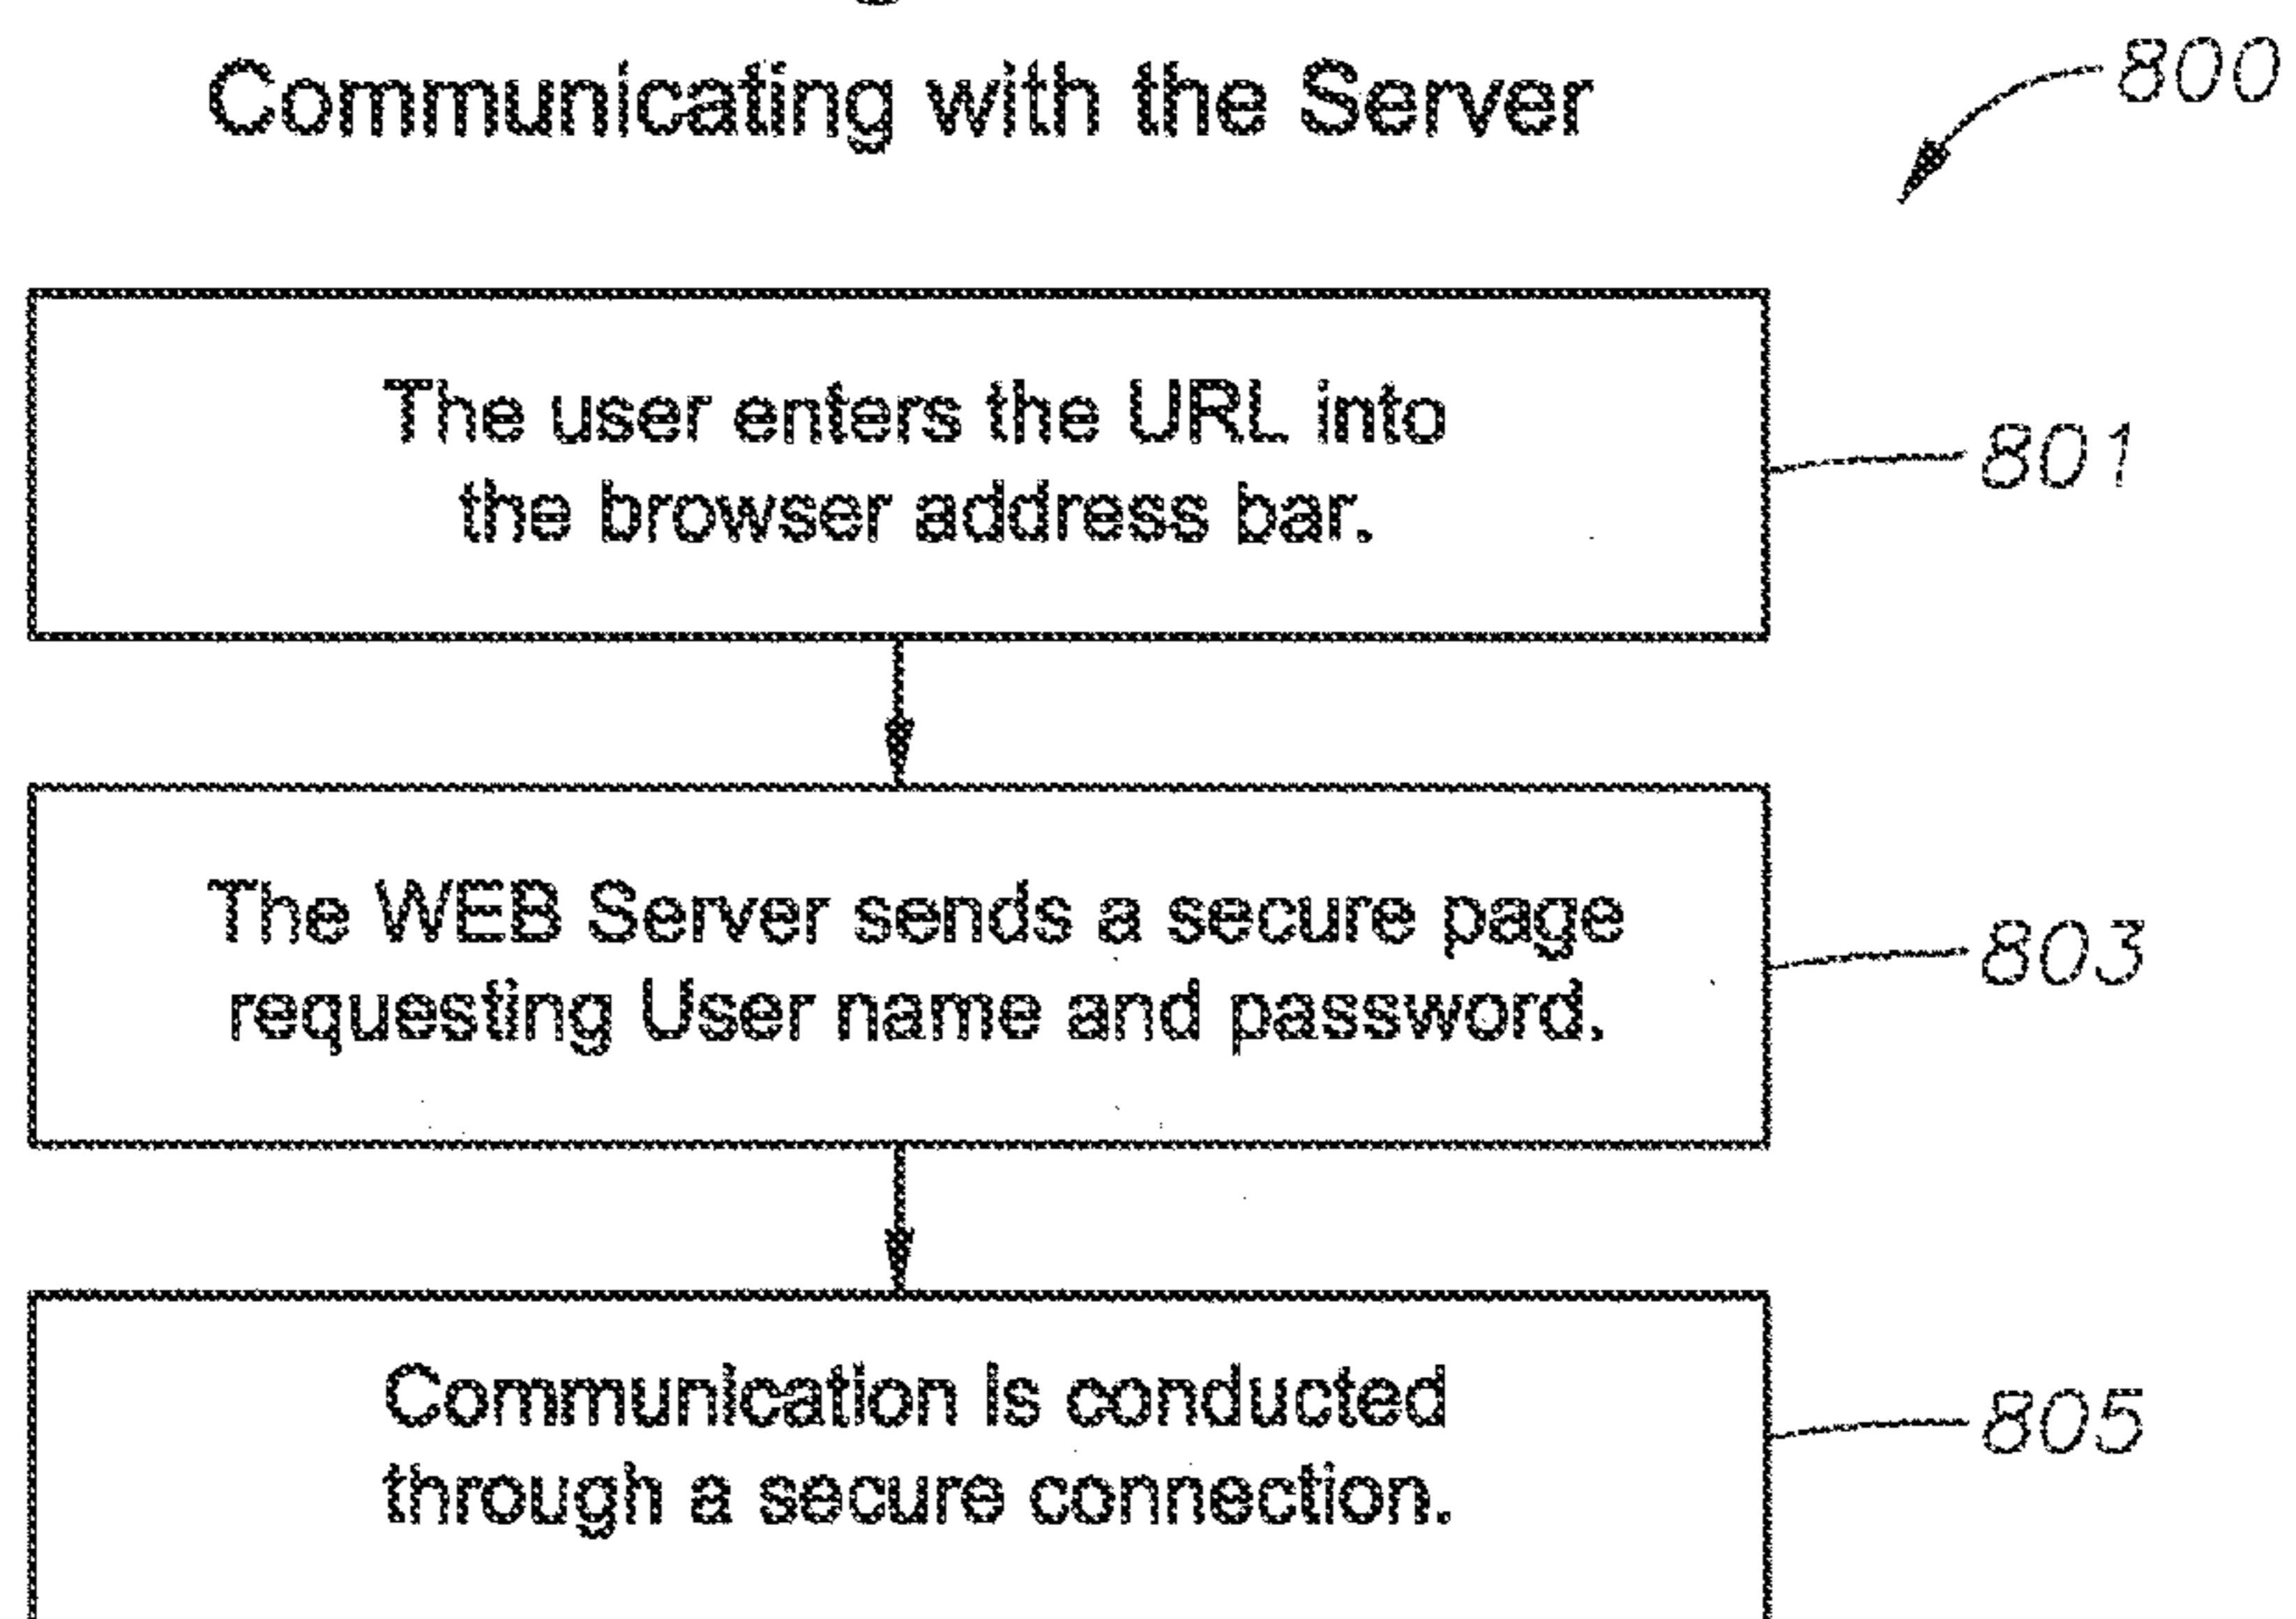 Communicating with the Server
800
The user enters the URL into
the browser address bar.
801
The WEB Server sends a secure page
requesting User name and password.
803
Communication is conducted
through a secure connection.
805